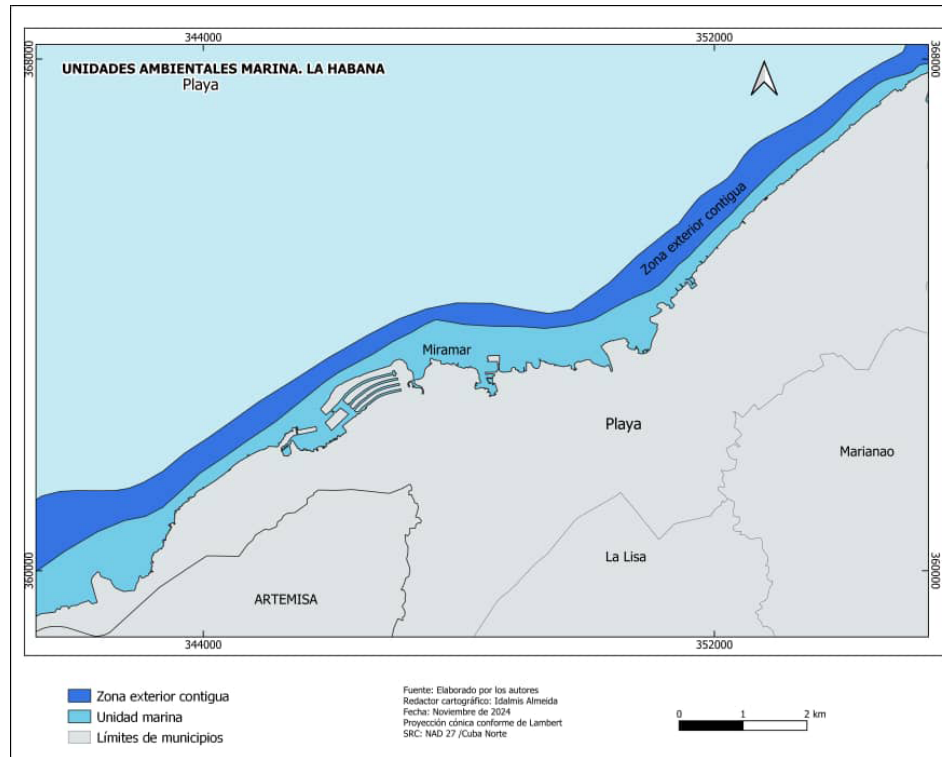 344000
352000
368000
368000
UNIDADES AMBIENTALES MARINA. LA HABANA
Playa
Zona exterior contigua
Miramar
Playa
Marianao
La Lisa
ARTEMISA
360000
360000
344000
352000
Zona exterior contigua
Unidad marina
Límites de municipios
Fuente: Elaborado por los autores
Redactor cartográfico: Idalmis Almeida
Fecha: Noviembre de 2024
Proyección cónica conforme de Lambert
SRC: NAD 27 /Cuba Norte
0 1 2 km